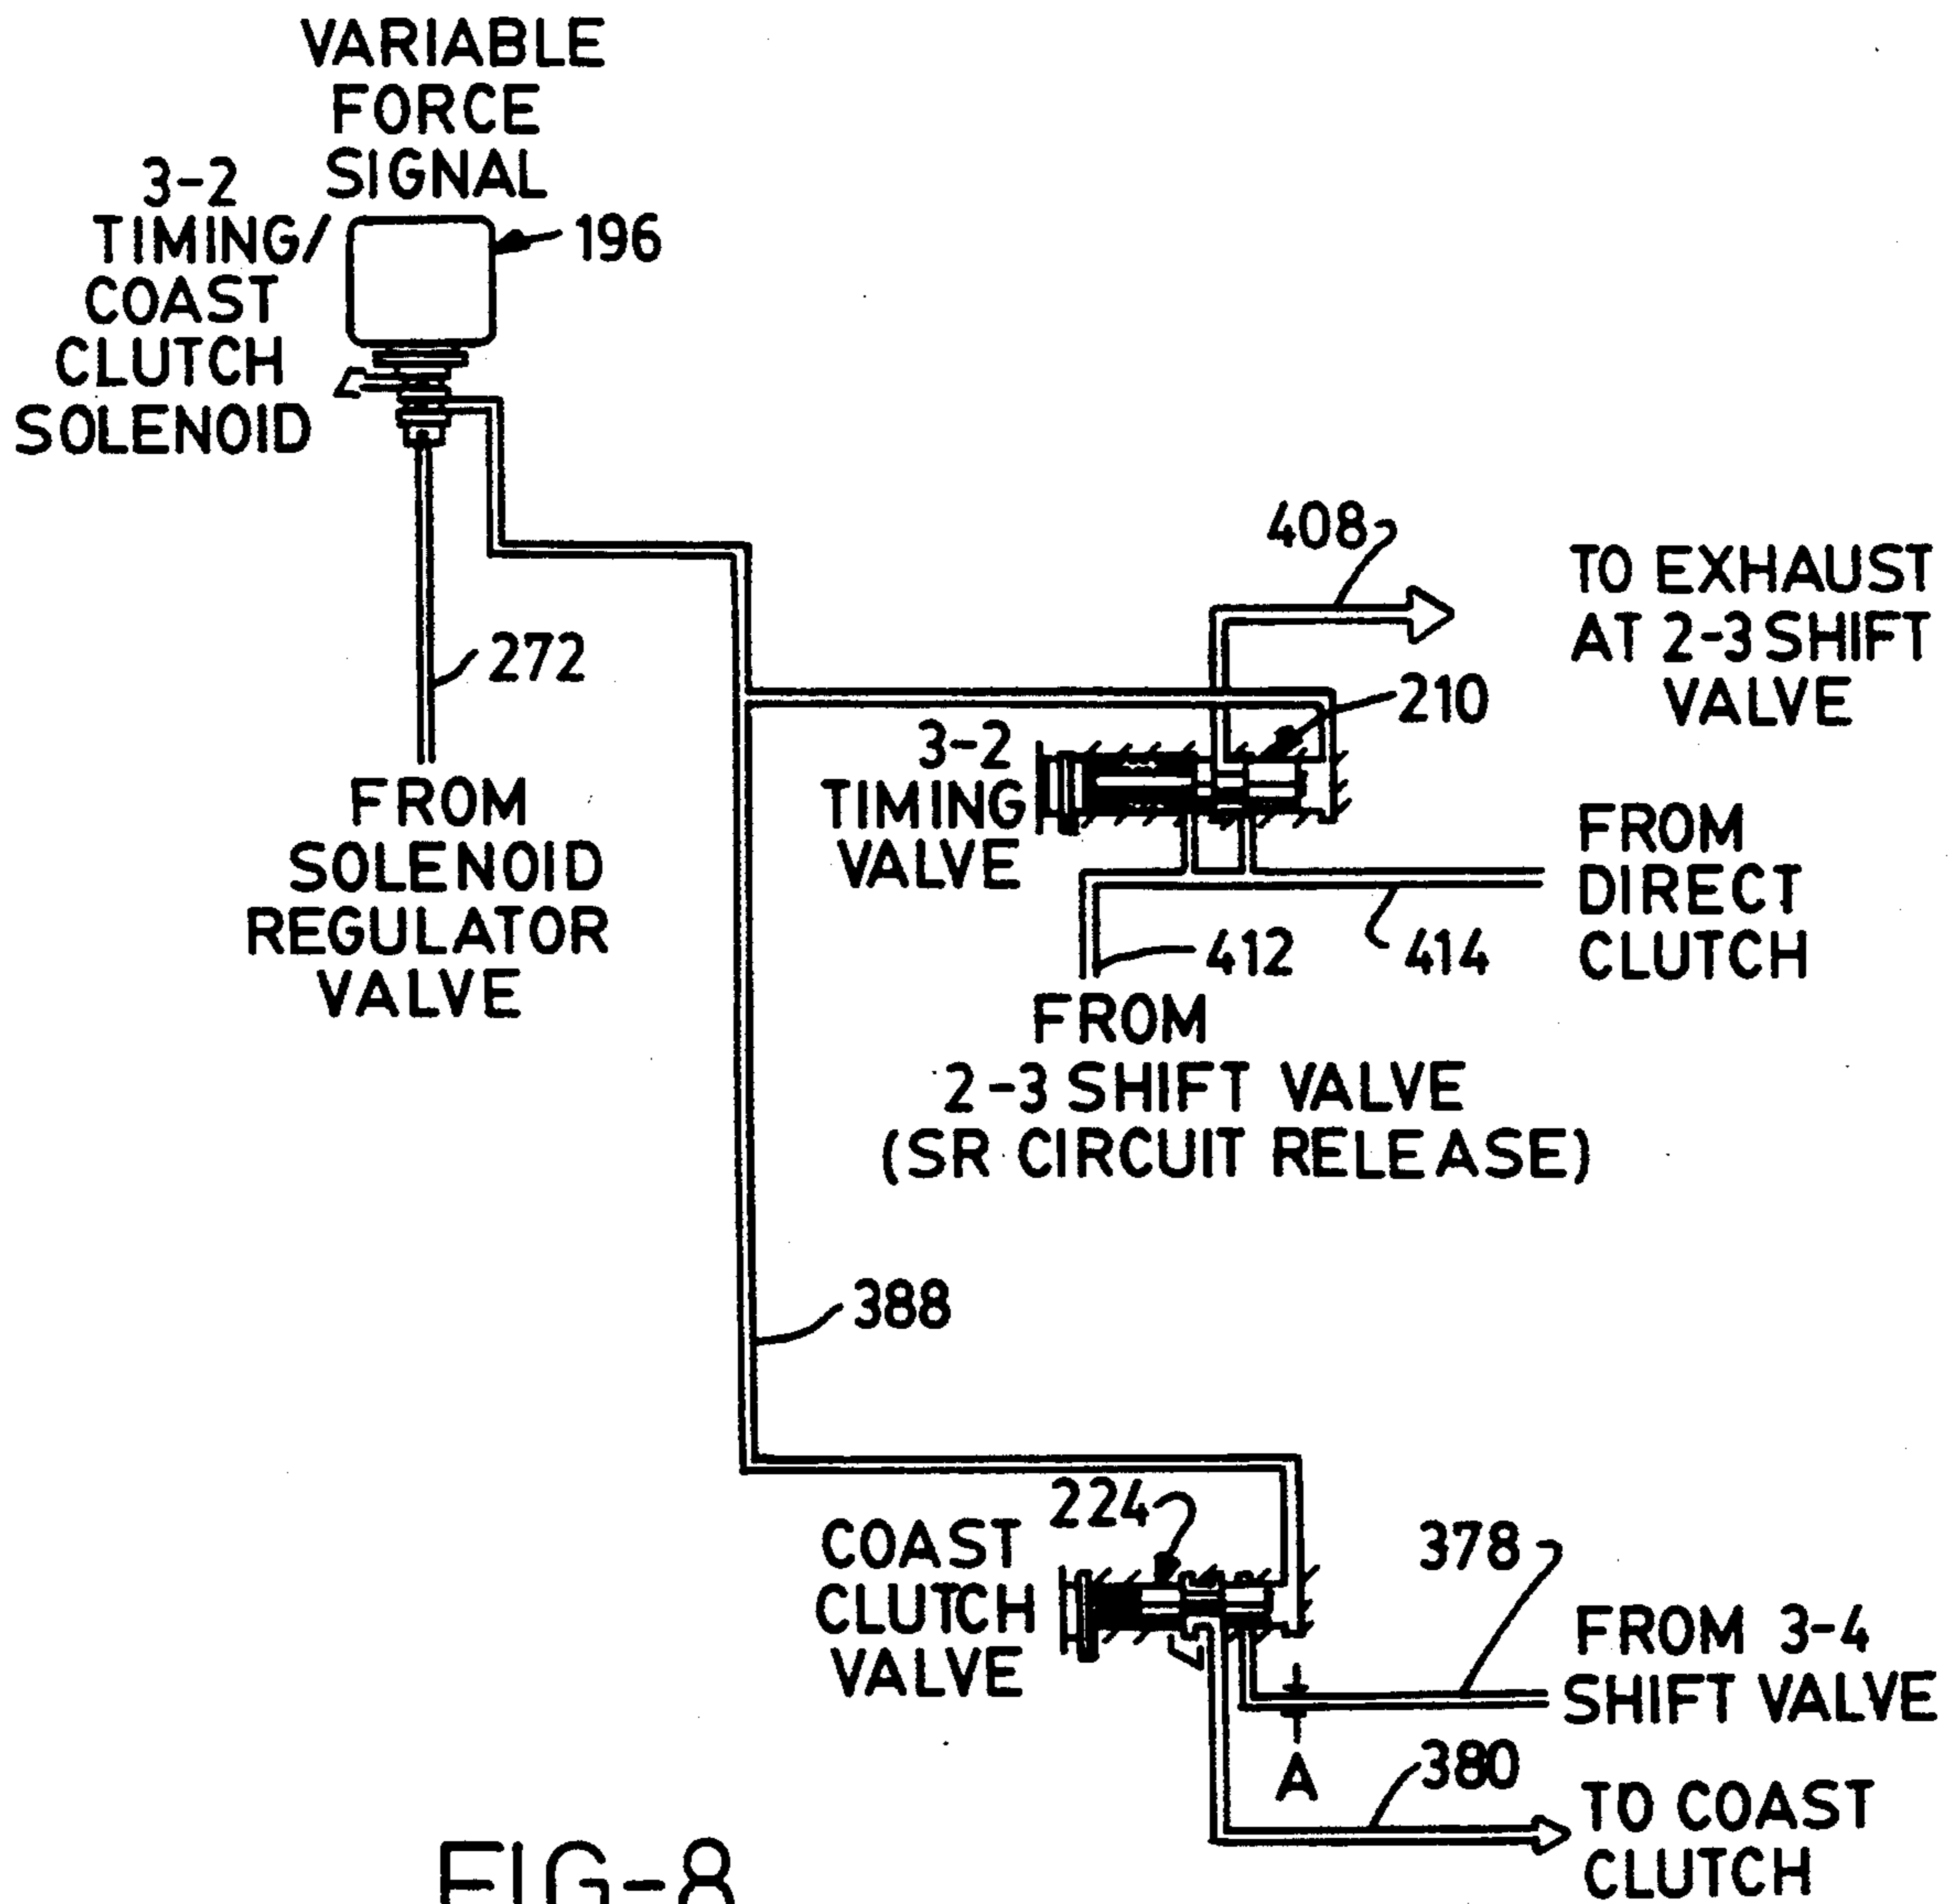 VARIABLE
FORCE
SIGNAL
3-2
TIMING/
COAST
CLUTCH
SOLENOID
196
272
FROM
SOLENOID
REGULATOR
VALVE
408
TO EXHAUST
AT 2-3 SHIFT
VALVE
210
3-2
TIMING
VALVE
FROM
DIRECT
CLUTCH
412
414
FROM
2-3 SHIFT VALVE
(SR CIRCUIT RELEASE)
388
224
COAST
CLUTCH
VALVE
378
FROM 3-4
SHIFT VALVE
A
380
TO COAST
CLUTCH
FIG-8